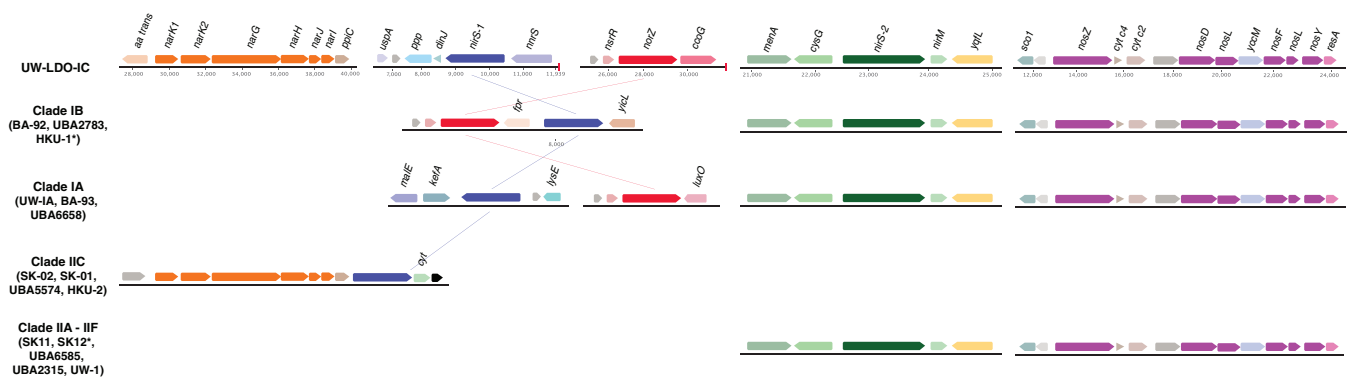 aa trans narK1 narK2 narG narH narJ narI ppiC uspA ppp dinJ nirS-1 nnrS nsrR norZ ccoG menA cysG nirS-2 nirM yqfL sco1 nosZ cyt c4 cyt c2 nosD nosL yccM nosF nosL nosY resA
UW-LDO-IC
28,000 30,000 32,000 34,000 36,000 38,000 40,000 7,000 8,000 9,000 10,000 11,000 11,939 26,000 28,000 30,000 21,000 22,000 23,000 24,000 25,000 12,000 14,000 16,000 18,000 20,000 22,000 24,000
Clade IB
(BA-92, UBA2783,
HKU-1*)
fpr yicL
8,000
Clade IA
(UW-IA, BA-93,
UBA6658)
malE kefA lysE luxO
Clade IIC
(SK-02, SK-01,
UBA5574, HKU-2)
cyt
Clade IIA - IIF
(SK11, SK12*,
UBA6585,
UBA2315, UW-1)